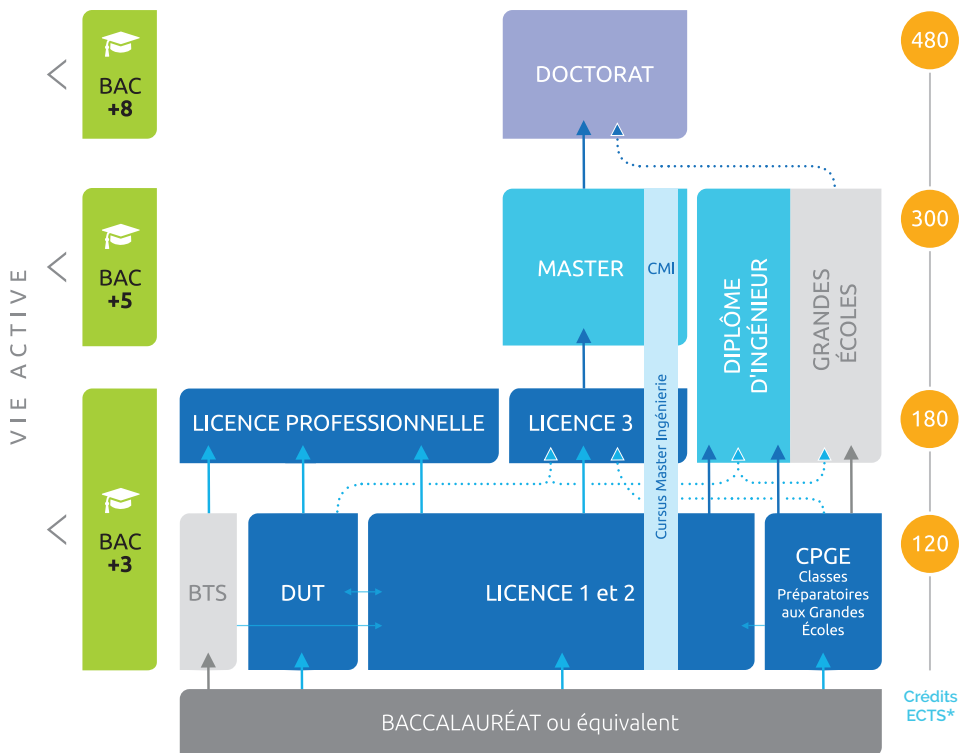 BAC
+8
DOCTORAT
480
BAC
+5
MASTER
CMI
DIPLÔME
D'INGÉNIEUR
GRANDES
ÉCOLES
300
VIE ACTIVE
LICENCE PROFESSIONNELLE
LICENCE 3
Cursus Master Ingénierie
180
BAC
+3
BTS
DUT
LICENCE 1 et 2
CPGE
Classes
Préparatoires
aux Grandes
Écoles
120
BACCALAURÉAT ou équivalent
Crédits
ECTS*